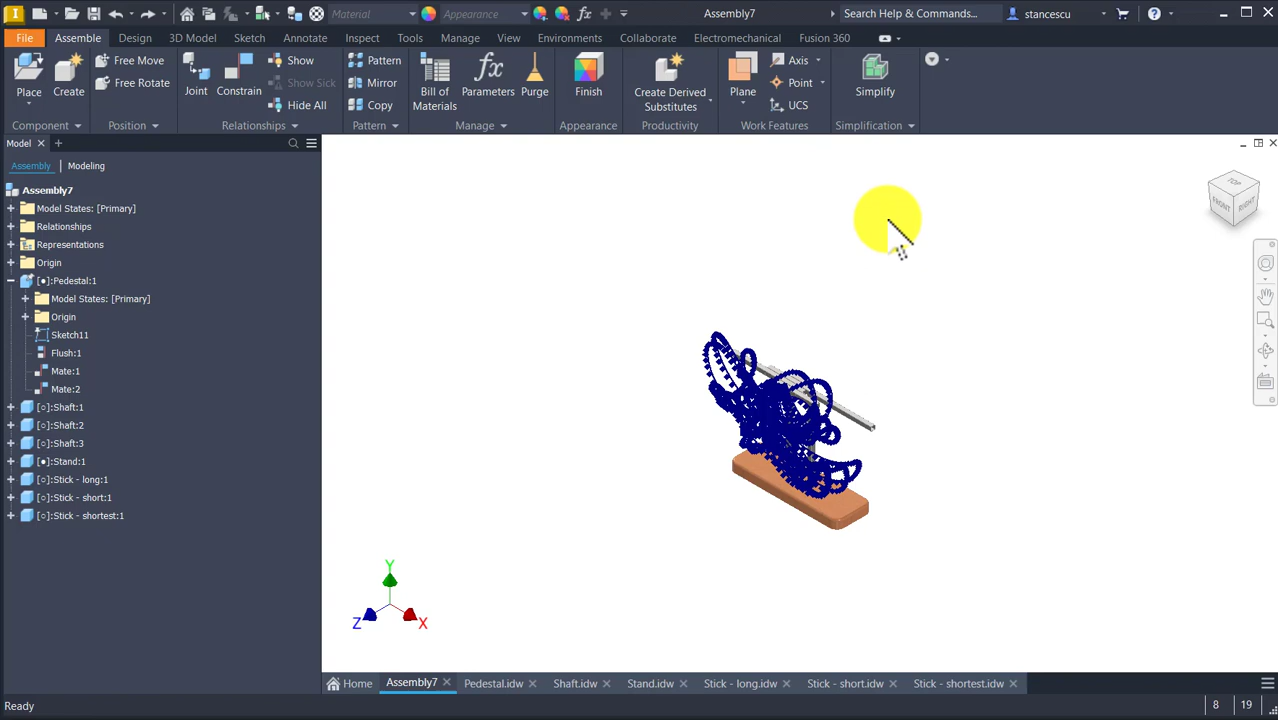 Material
Appearance
Assembly7
Search Help & Commands...
stancescu
File
Assemble
Design
3D Model
Sketch
Annotate
Inspect
Tools
Manage
View
Environments
Collaborate
Electromechanical
Fusion 360
Place
Create
Free Move
Free Rotate
Component
Position
Joint
Constrain
Show
Show Sick
Hide All
Relationships
Pattern
Mirror
Copy
Pattern
Bill of
Materials
Parameters
Purge
Manage
Finish
Appearance
Create Derived
Substitutes
Productivity
Plane
Axis
Point
UCS
Work Features
Simplify
Simplification
Model
Assembly
Modeling
Assembly7
Model States: [Primary]
Relationships
Representations
Origin
[●]:Pedestal:1
Model States: [Primary]
Origin
Sketch11
Flush:1
Mate:1
Mate:2
[○]:Shaft:1
[○]:Shaft:2
[○]:Shaft:3
[●]:Stand:1
[○]:Stick - long:1
[○]:Stick - short:1
[○]:Stick - shortest:1
TOP
FRONT
RIGHT
Y
Z
X
Home
Assembly7
Pedestal.idw
Shaft.idw
Stand.idw
Stick - long.idw
Stick - short.idw
Stick - shortest.idw
Ready
8
19